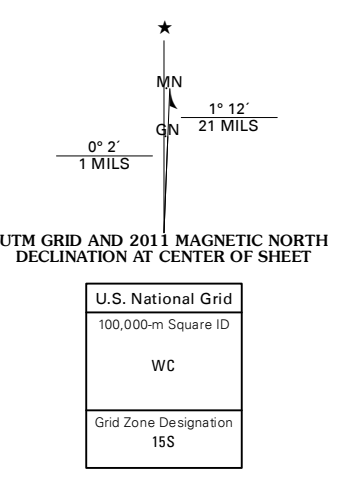 ★
MN
1° 12´
GN
21 MILS
0° 2´
1 MILS
UTM GRID AND 2011 MAGNETIC NORTH
DECLINATION AT CENTER OF SHEET
U.S. National Grid
100,000-m Square ID
WC
Grid Zone Designation
15S